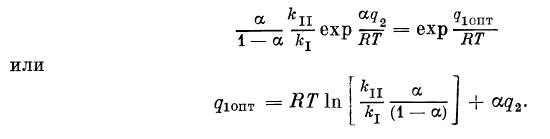 α/(1 − α) k_II/k_I exp αq₂/RT = exp q₁опт/RT
или
q₁опт = RT ln [k_II/k_I α/(1 − α)] + αq₂.